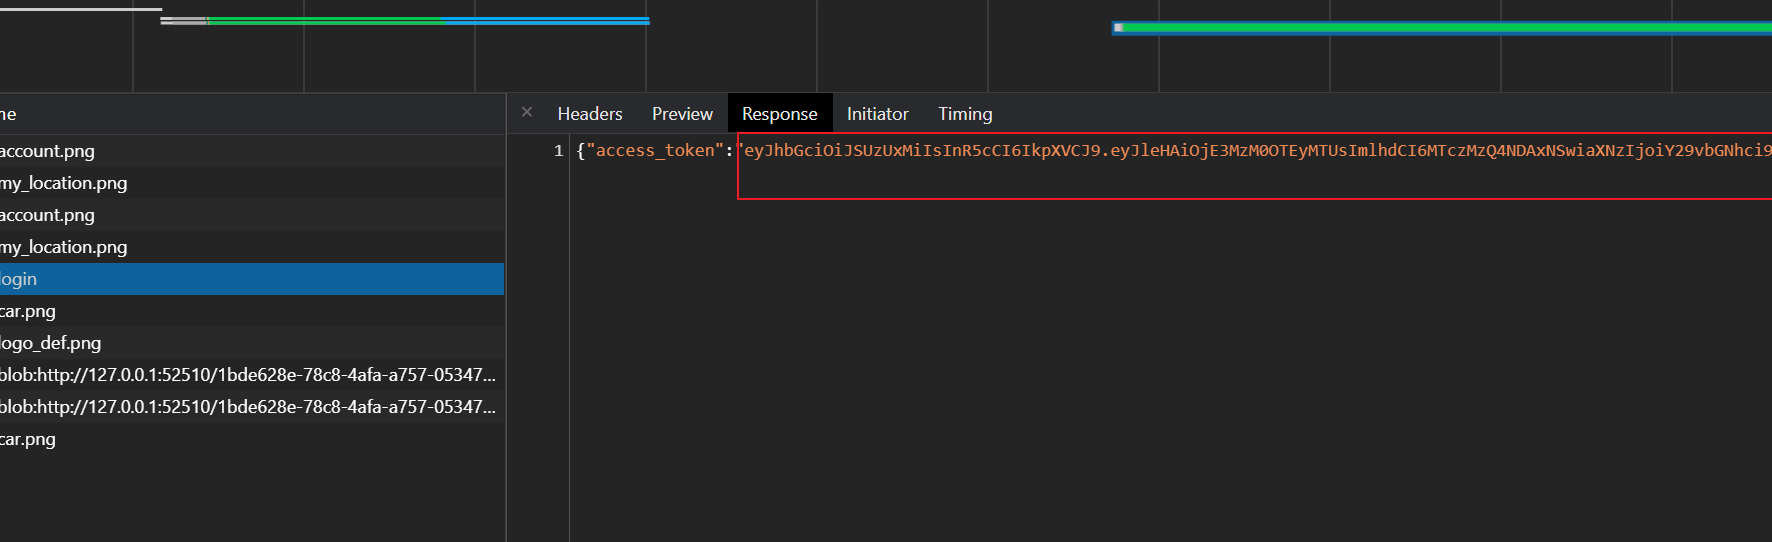 me
Headers Preview Response Initiator Timing
1 {"access_token":"eyJhbGciOiJSUzUxMiIsInR5cCI6IkpXVCJ9.eyJleHAiOjE3MzM0OTEyMTUsImlhdCI6MTczMzQ4NDAxNSwiaXNzIjoiY29vbGNhci9
account.png
my_location.png
account.png
my_location.png
login
car.png
logo_def.png
blob:http://127.0.0.1:52510/1bde628e-78c8-4afa-a757-05347...
blob:http://127.0.0.1:52510/1bde628e-78c8-4afa-a757-05347...
car.png